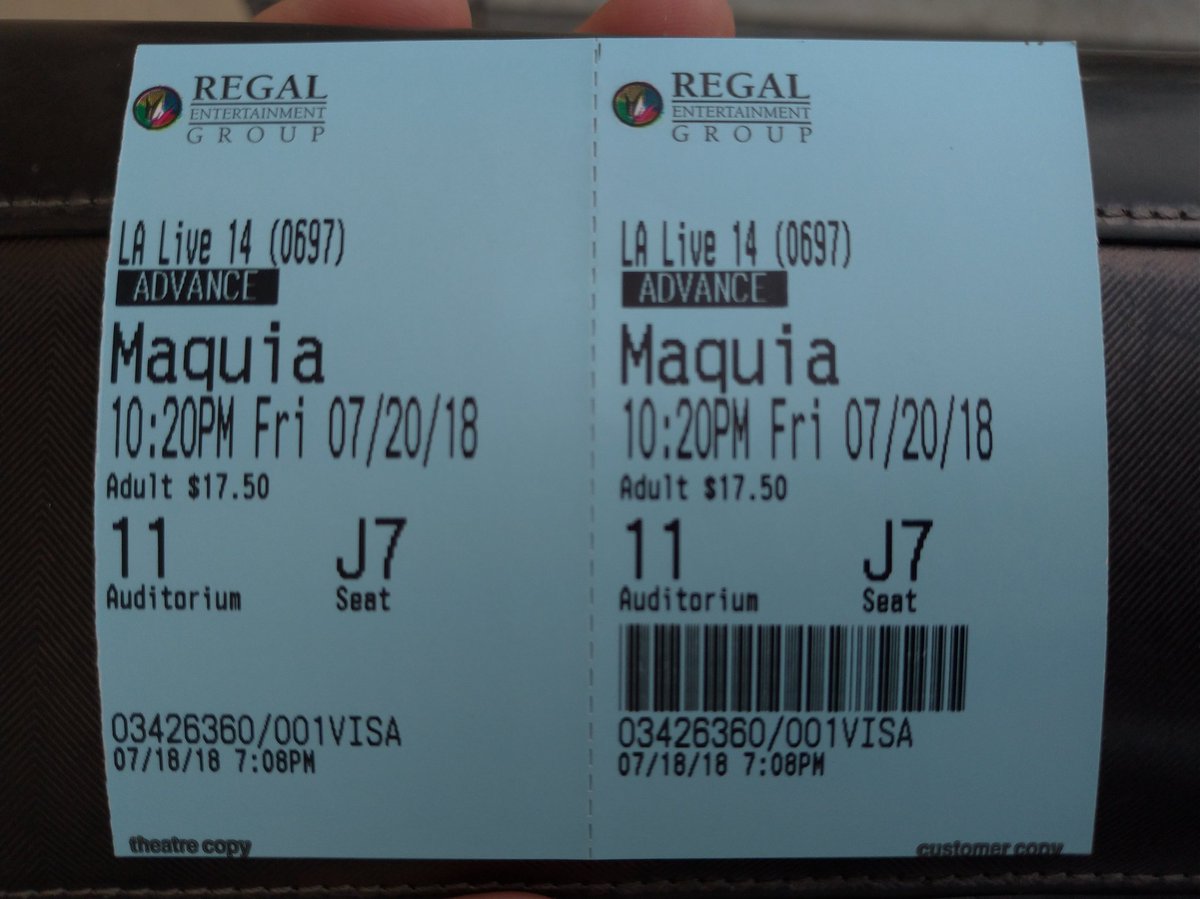 REGAL
ENTERTAINMENT
GROUP
LA Live 14 (0697)
ADVANCE
Maquia
10:20PM Fri 07/20/18
Adult $17.50
11 J7
Auditorium Seat
03426360/001VISA
07/18/18 7:08PM
theatre copy
REGAL
ENTERTAINMENT
GROUP
LA Live 14 (0697)
ADVANCE
Maquia
10:20PM Fri 07/20/18
Adult $17.50
11 J7
Auditorium Seat
03426360/001VISA
07/18/18 7:08PM
customer copy